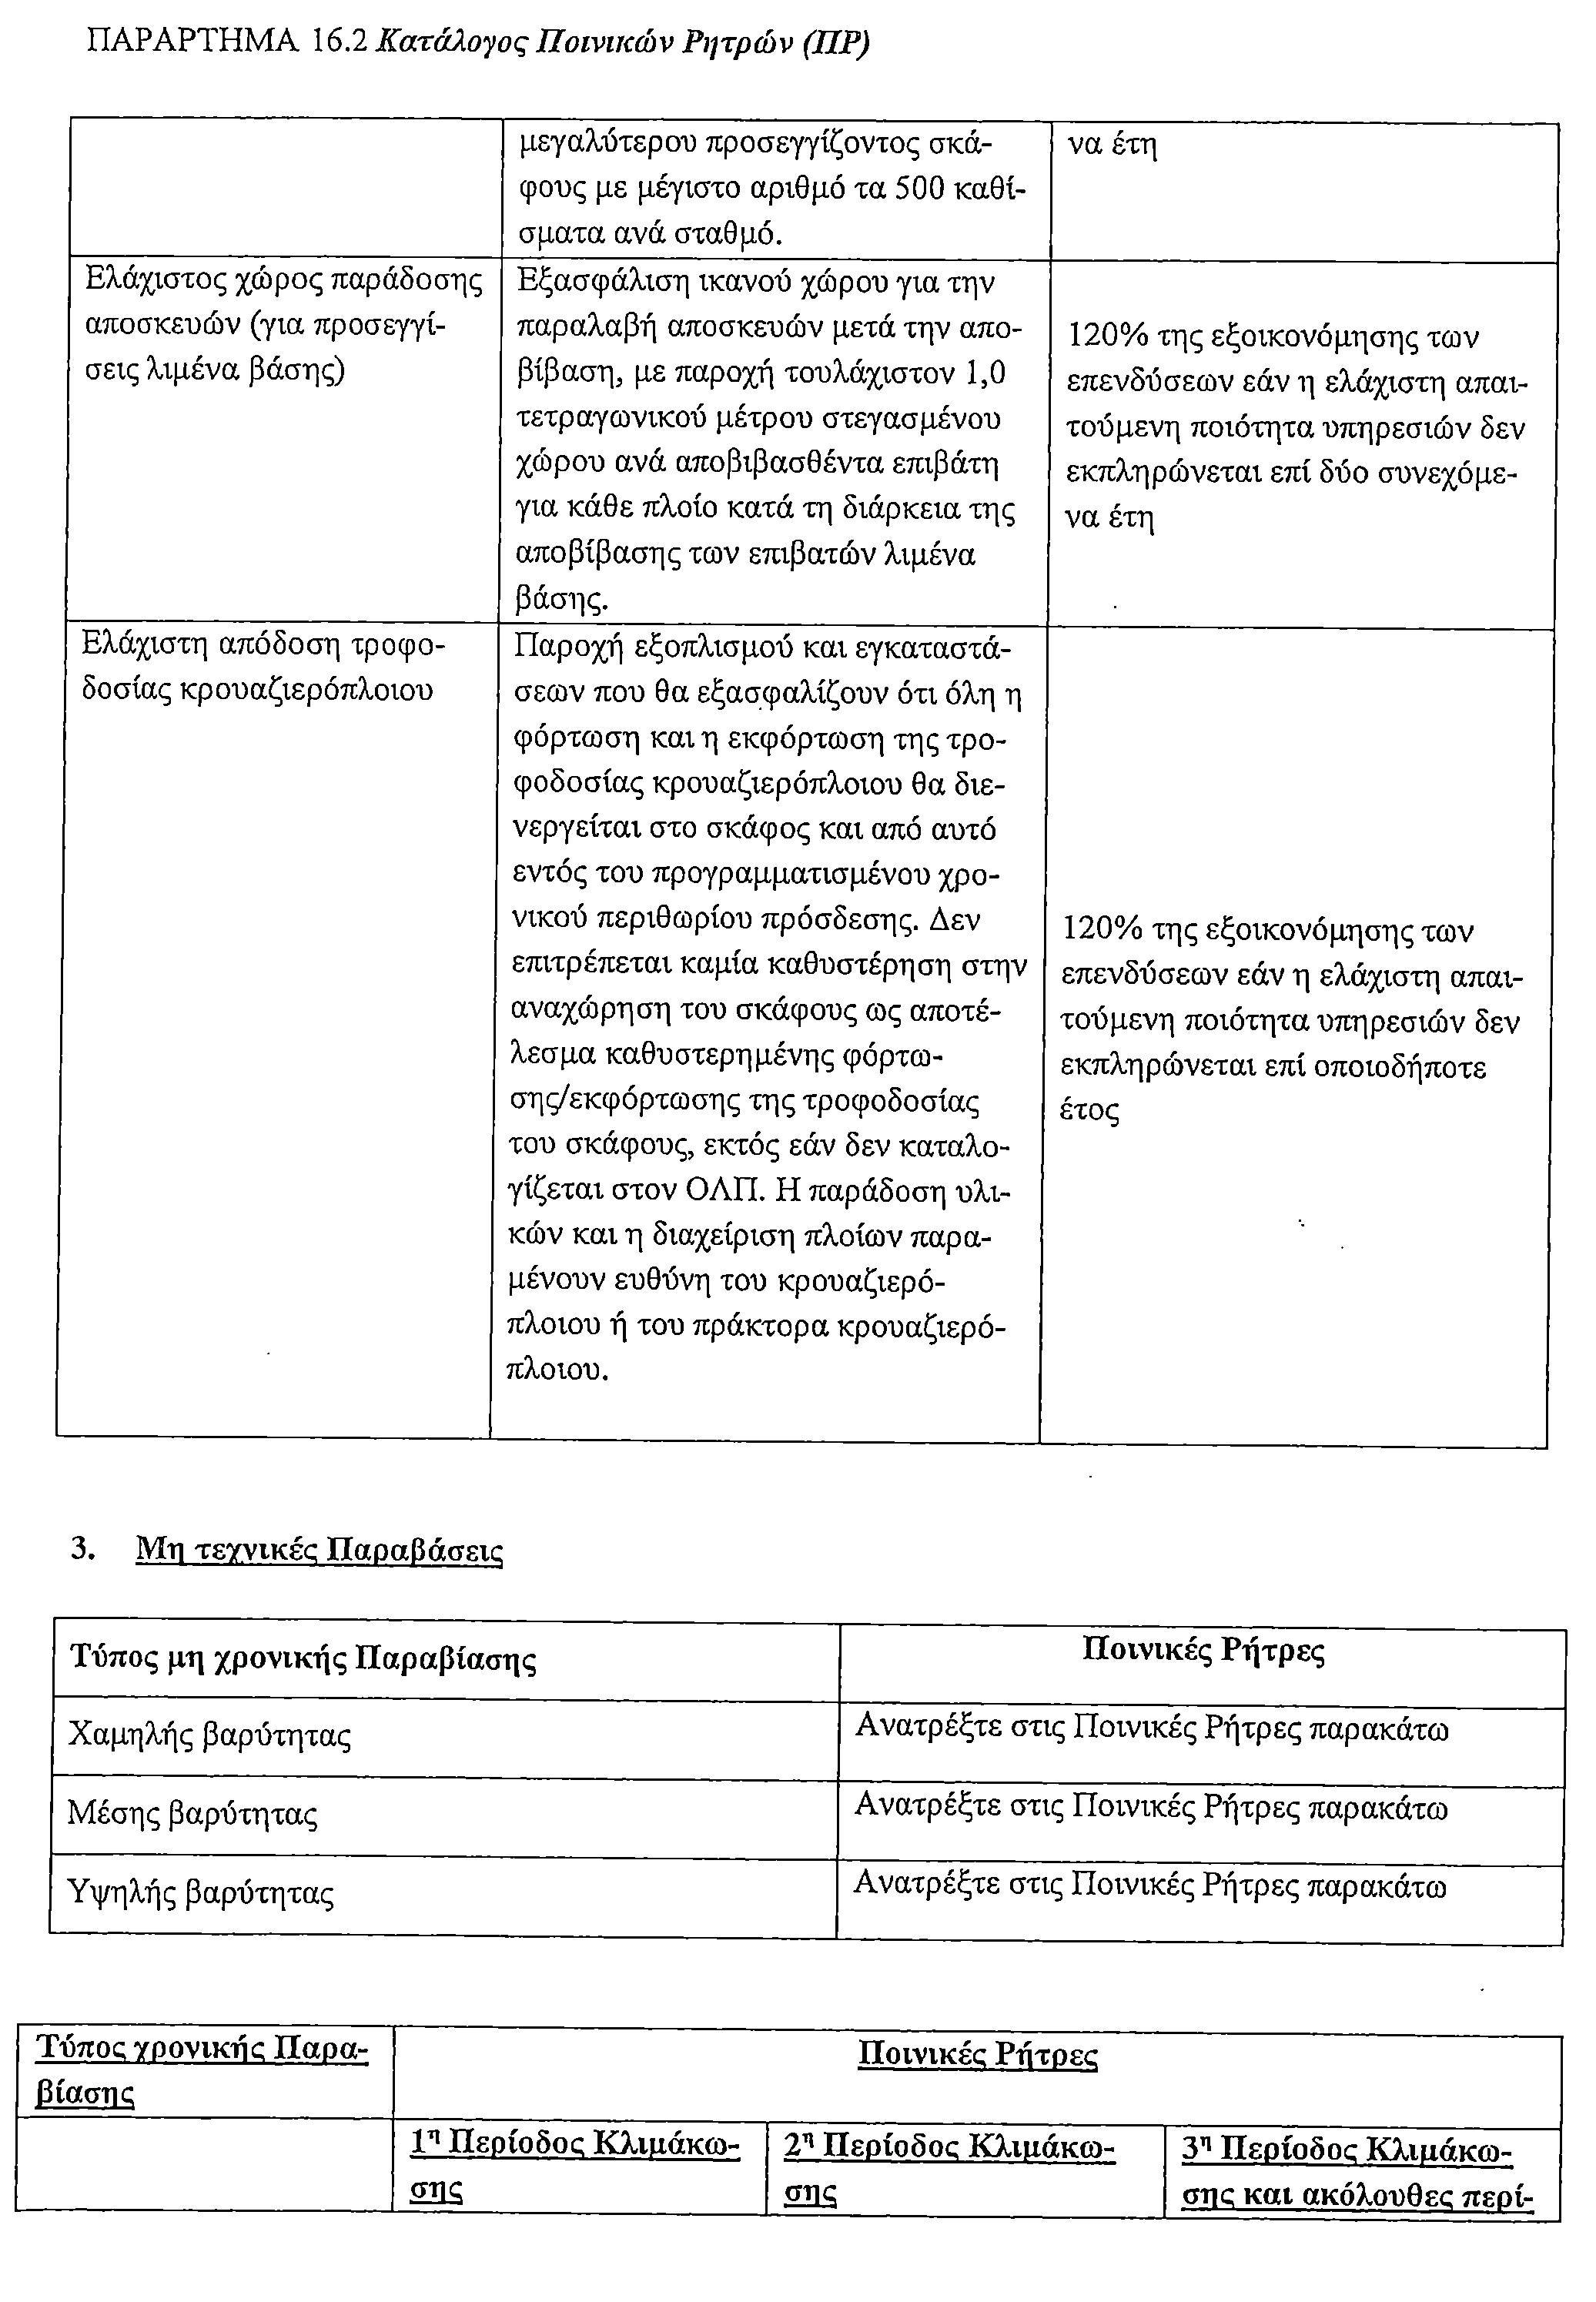 ΠΑΡΑΡΤΗΜΑ 16.2 Κατάλογος Ποινικών Ρητρών (ΠΡ)
μεγαλύτερου προσεγγίζοντος σκά-
φους με μέγιστο αριθμό τα 500 καθί-
σματα ανά σταθμό.
να έτη
Ελάχιστος χώρος παράδοσης
αποσκευών (για προσεγγί-
σεις λιμένα βάσης)
Εξασφάλιση ικανού χώρου για την
παραλαβή αποσκευών μετά την απο-
βίβαση, με παροχή τουλάχιστον 1,0
τετραγωνικού μέτρου στεγασμένου
χώρου ανά αποβιβασθέντα επιβάτη
για κάθε πλοίο κατά τη διάρκεια της
αποβίβασης των επιβατών λιμένα
βάσης.
120% της εξοικονόμησης των
επενδύσεων εάν η ελάχιστη απαι-
τούμενη ποιότητα υπηρεσιών δεν
εκπληρώνεται επί δύο συνεχόμε-
να έτη
Ελάχιστη απόδοση τροφο-
δοσίας κρουαζιερόπλοιου
Παροχή εξοπλισμού και εγκαταστά-
σεων που θα εξασφαλίζουν ότι όλη η
φόρτωση και η εκφόρτωση της τρο-
φοδοσίας κρουαζιερόπλοιου θα διε-
νεργείται στο σκάφος και από αυτό
εντός του προγραμματισμένου χρο-
νικού περιθωρίου πρόσδεσης. Δεν
επιτρέπεται καμία καθυστέρηση στην
αναχώρηση του σκάφους ως αποτέ-
λεσμα καθυστερημένης φόρτω-
σης/εκφόρτωσης της τροφοδοσίας
του σκάφους, εκτός εάν δεν καταλο-
γίζεται στον ΟΛΠ. Η παράδοση υλι-
κών και η διαχείριση πλοίων παρα-
μένουν ευθύνη του κρουαζιερό-
πλοιου ή του πράκτορα κρουαζιερό-
πλοιου.
120% της εξοικονόμησης των
επενδύσεων εάν η ελάχιστη απαι-
τούμενη ποιότητα υπηρεσιών δεν
εκπληρώνεται επί οποιοδήποτε
έτος
3. Μη τεχνικές Παραβάσεις
Τύπος μη χρονικής Παραβίασης
Ποινικές Ρήτρες
Χαμηλής βαρύτητας
Ανατρέξτε στις Ποινικές Ρήτρες παρακάτω
Μέσης βαρύτητας
Ανατρέξτε στις Ποινικές Ρήτρες παρακάτω
Υψηλής βαρύτητας
Ανατρέξτε στις Ποινικές Ρήτρες παρακάτω
Τύπος χρονικής Παρα-
βίασης
Ποινικές Ρήτρες
1η Περίοδος Κλιμάκω-
σης
2η Περίοδος Κλιμάκω-
σης
3η Περίοδος Κλιμάκω-
σης και ακόλουθες περί-